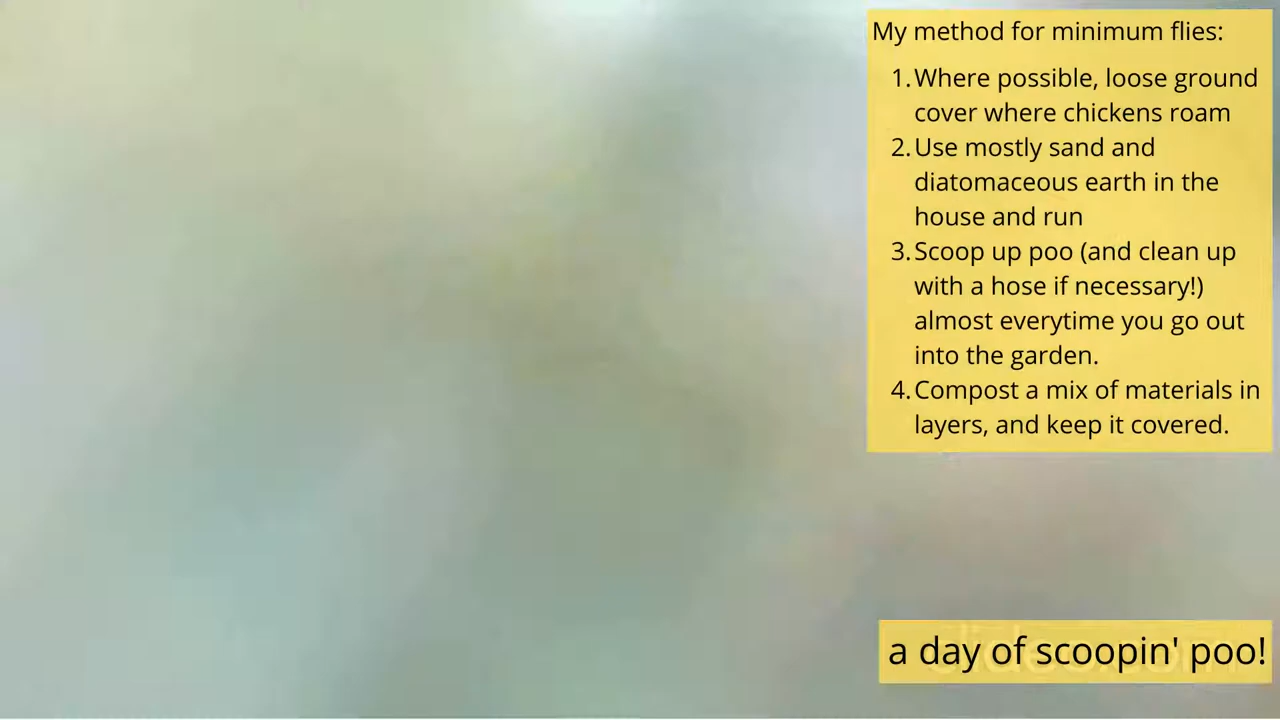 My method for minimum flies:
1. Where possible, loose ground
cover where chickens roam
2. Use mostly sand and
diatomaceous earth in the
house and run
3. Scoop up poo (and clean up
with a hose if necessary!)
almost everytime you go out
into the garden.
4. Compost a mix of materials in
layers, and keep it covered.
a day of scoopin' poo!